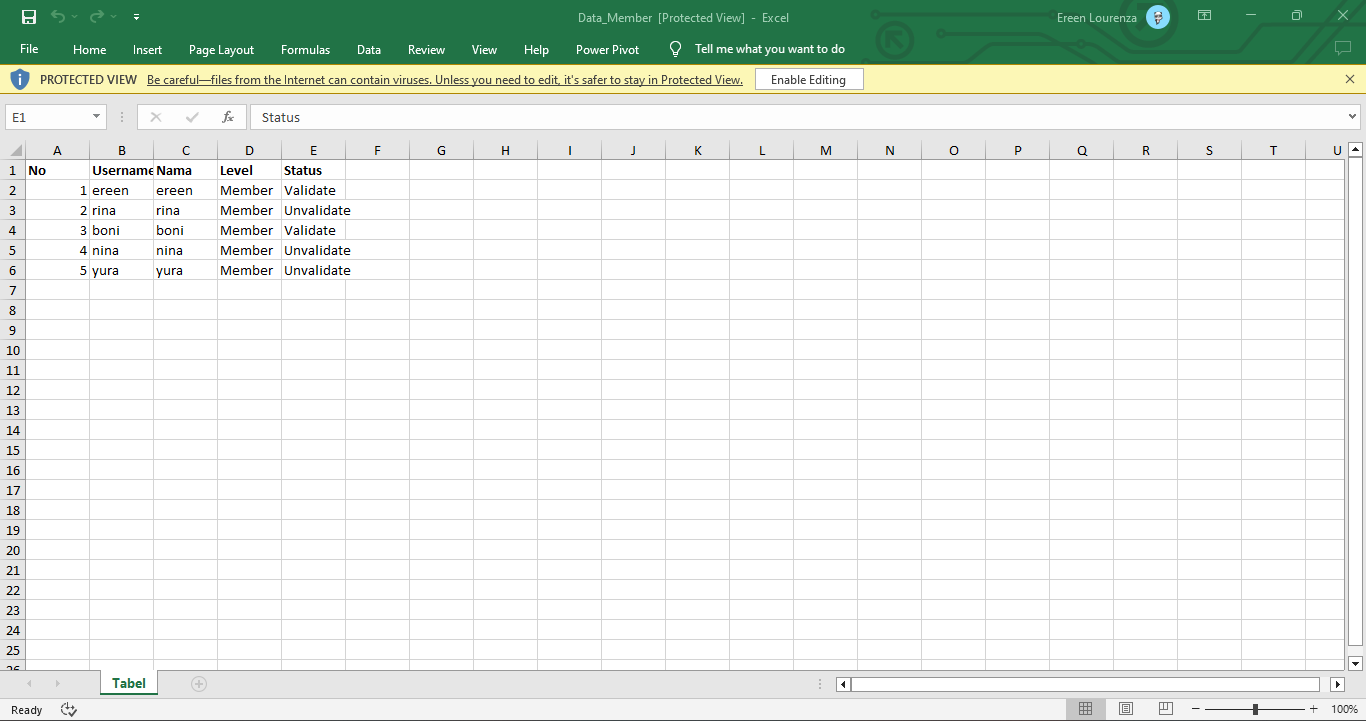 Data_Member [Protected View] - Excel
Ereen Lourenza
File Home Insert Page Layout Formulas Data Review View Help Power Pivot Tell me what you want to do
PROTECTED VIEW Be careful—files from the Internet can contain viruses. Unless you need to edit, it's safer to stay in Protected View. Enable Editing
E1 fx Status
A B C D E F G H I J K L M N O P Q R S T U
1 No Username Nama Level Status
2 1 ereen ereen Member Validate
3 2 rina rina Member Unvalidate
4 3 boni boni Member Validate
5 4 nina nina Member Unvalidate
6 5 yura yura Member Unvalidate
7
8
9
10
11
12
13
14
15
16
17
18
19
20
21
22
23
24
25
26
Tabel
Ready 100%